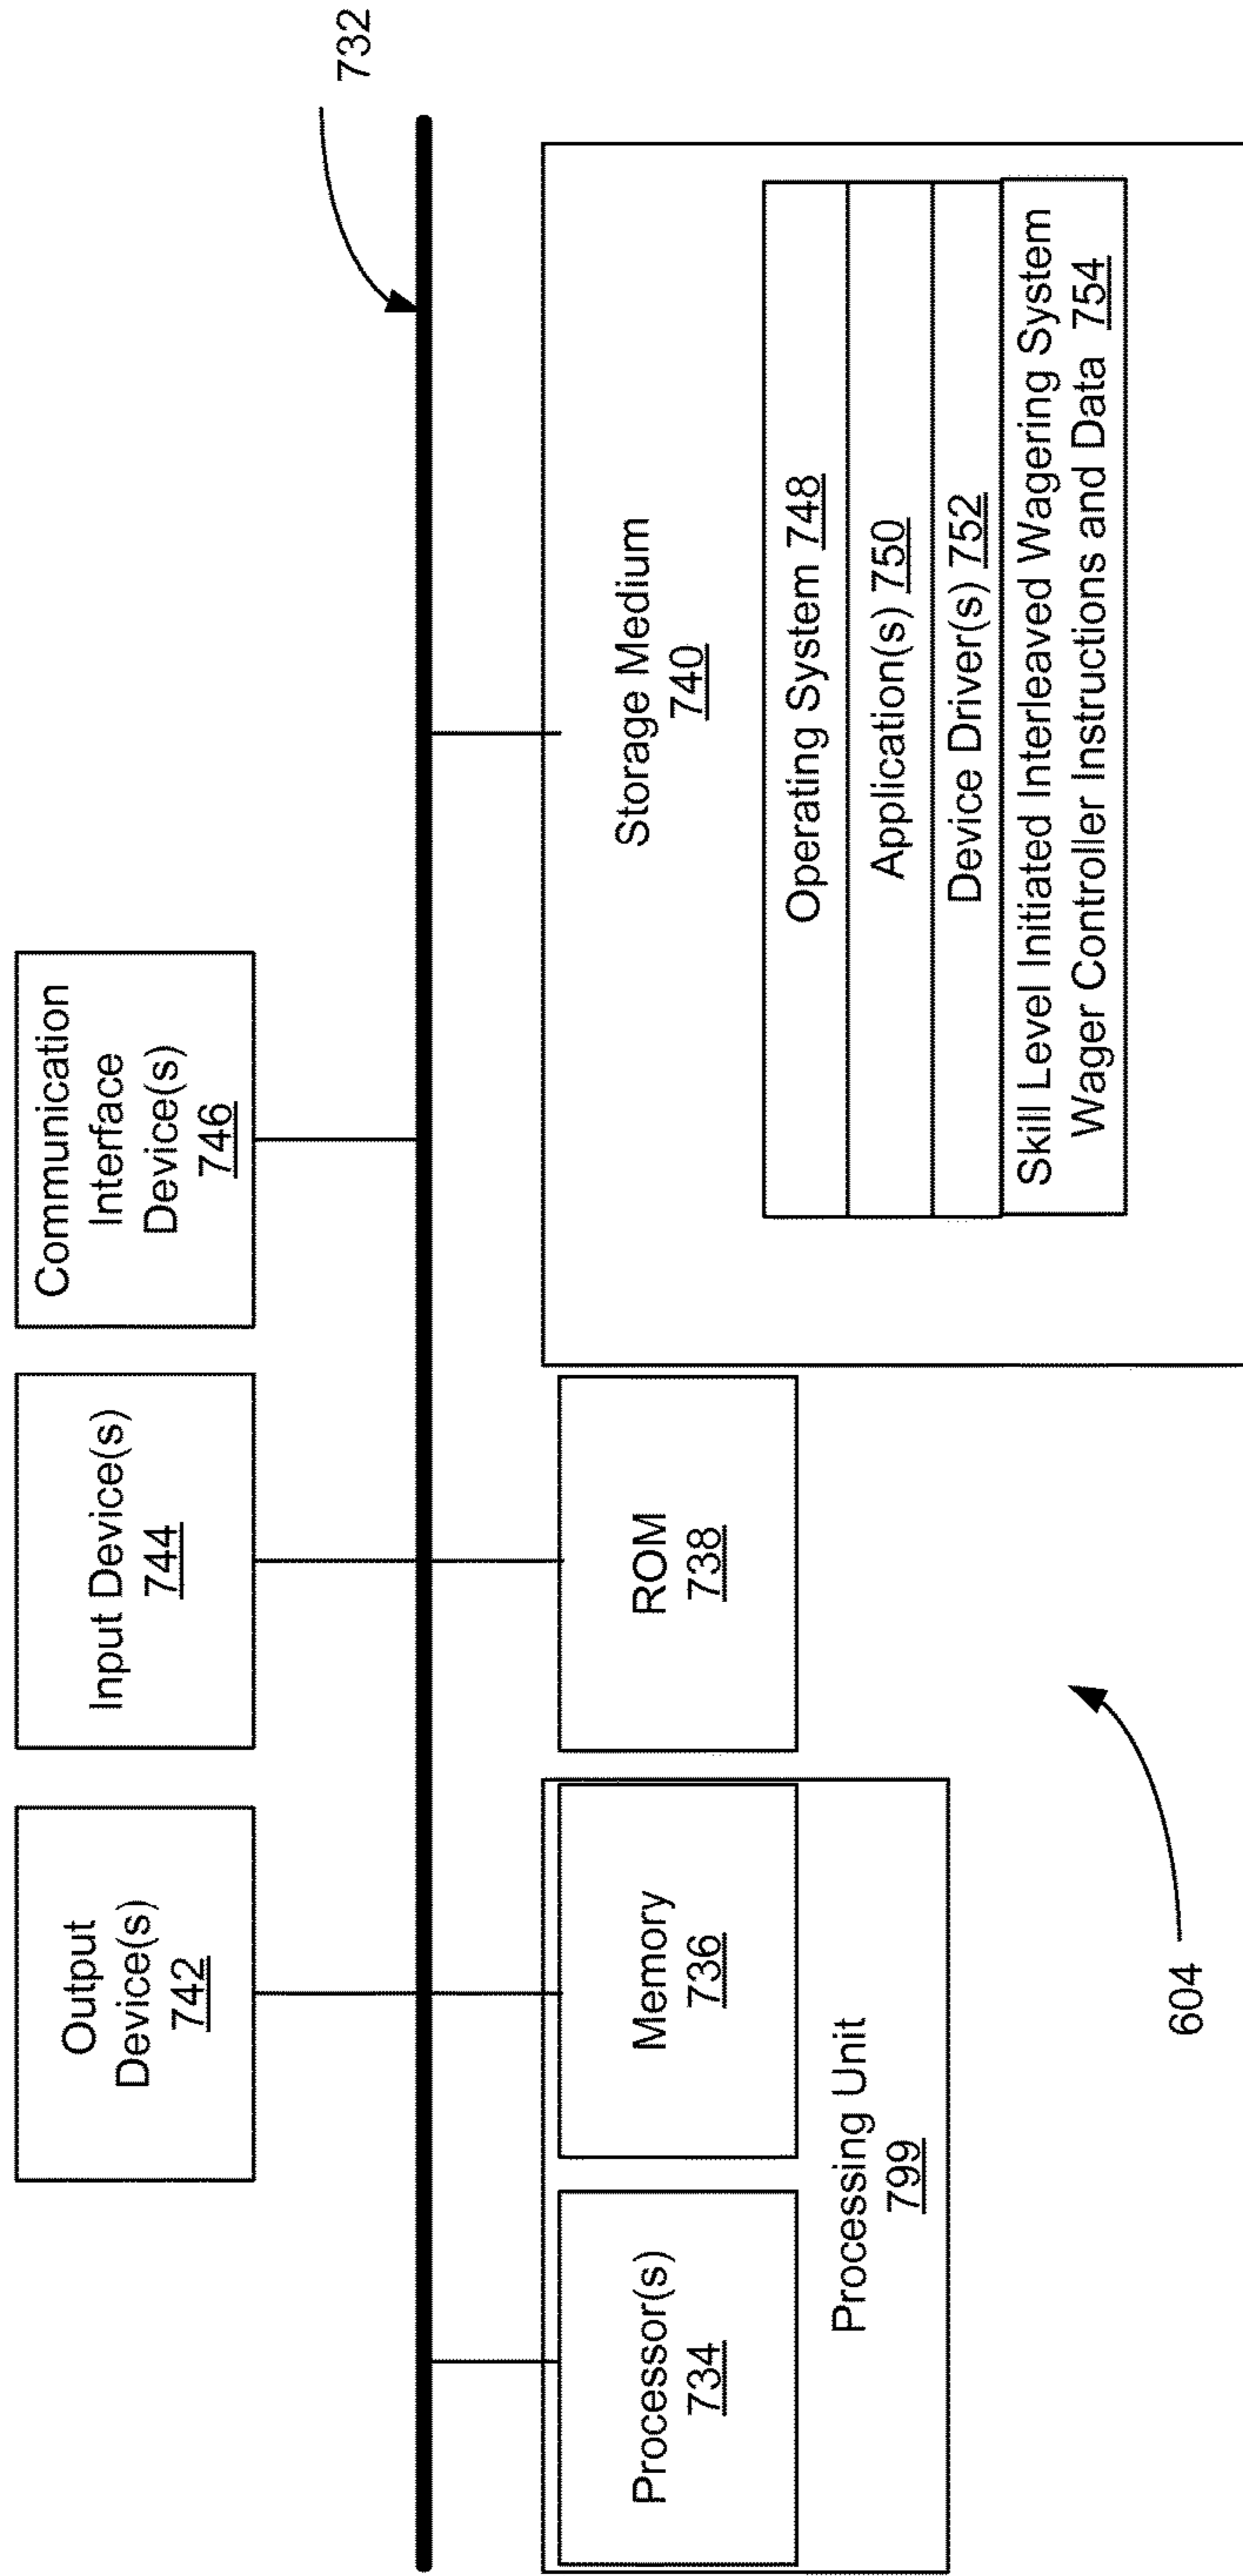 732
Output
Device(s)
742
Input Device(s)
744
Communication
Interface
Device(s)
746
Processor(s)
734
Memory
736
Processing Unit
799
ROM
738
Storage Medium
740
Operating System 748
Application(s) 750
Device Driver(s) 752
Skill Level Initiated Interleaved Wagering System
Wager Controller Instructions and Data 754
604